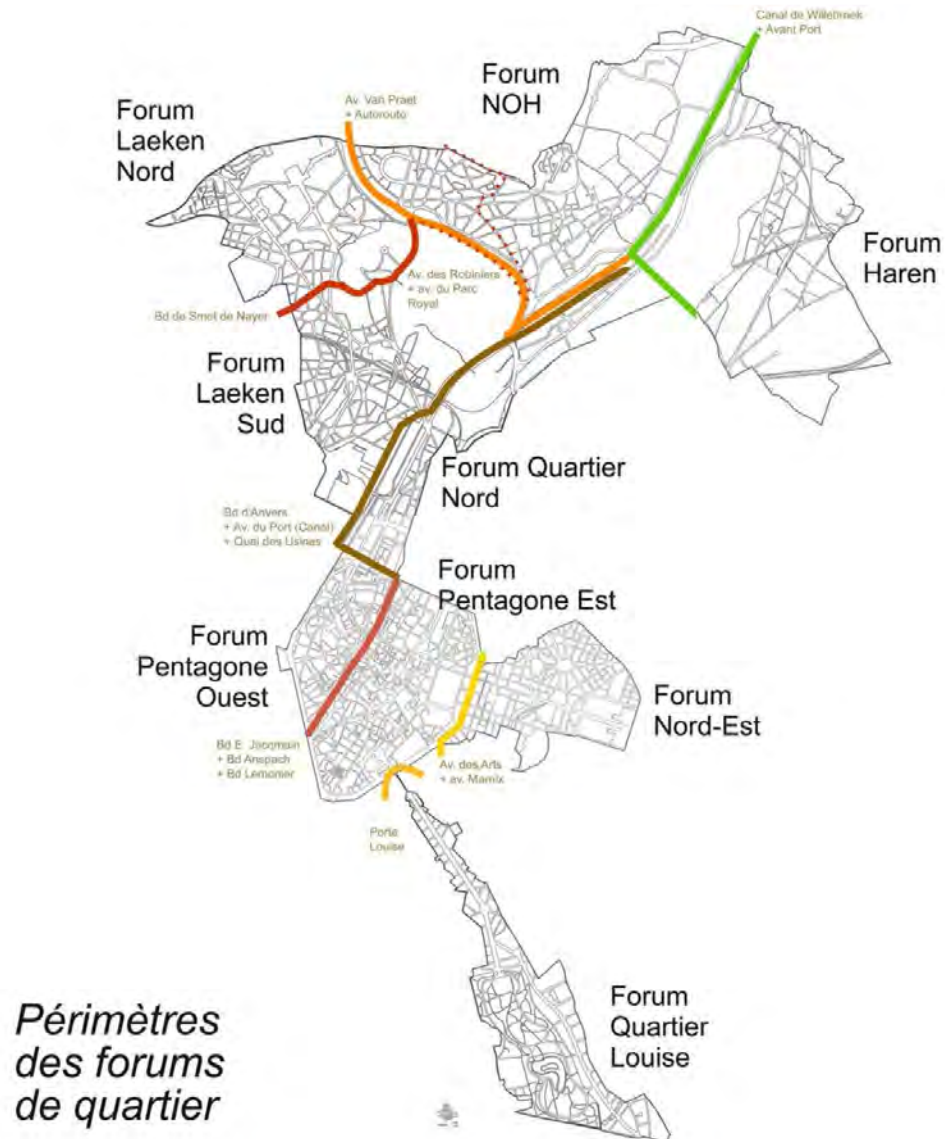 Canal de Willebroek
+ Avant Port
Forum
NOH
Av. Van Praet
+ Autoroute
Forum
Laeken
Nord
Forum
Haren
Av. des Robiniers
+ av. du Parc
Royal
Bd de Smet de Nayer
Forum
Laeken
Sud
Forum Quartier
Nord
Bd d'Anvers
+ Av. du Port (Canal)
+ Quai des Usines
Forum
Pentagone Est
Forum
Pentagone
Ouest
Forum
Nord-Est
Bd E. Jacqmain
+ Bd Anspach
+ Bd Lemonier
Av. des Arts
+ av. Marnix
Porte
Louise
Forum
Quartier
Louise
Périmètres
des forums
de quartier